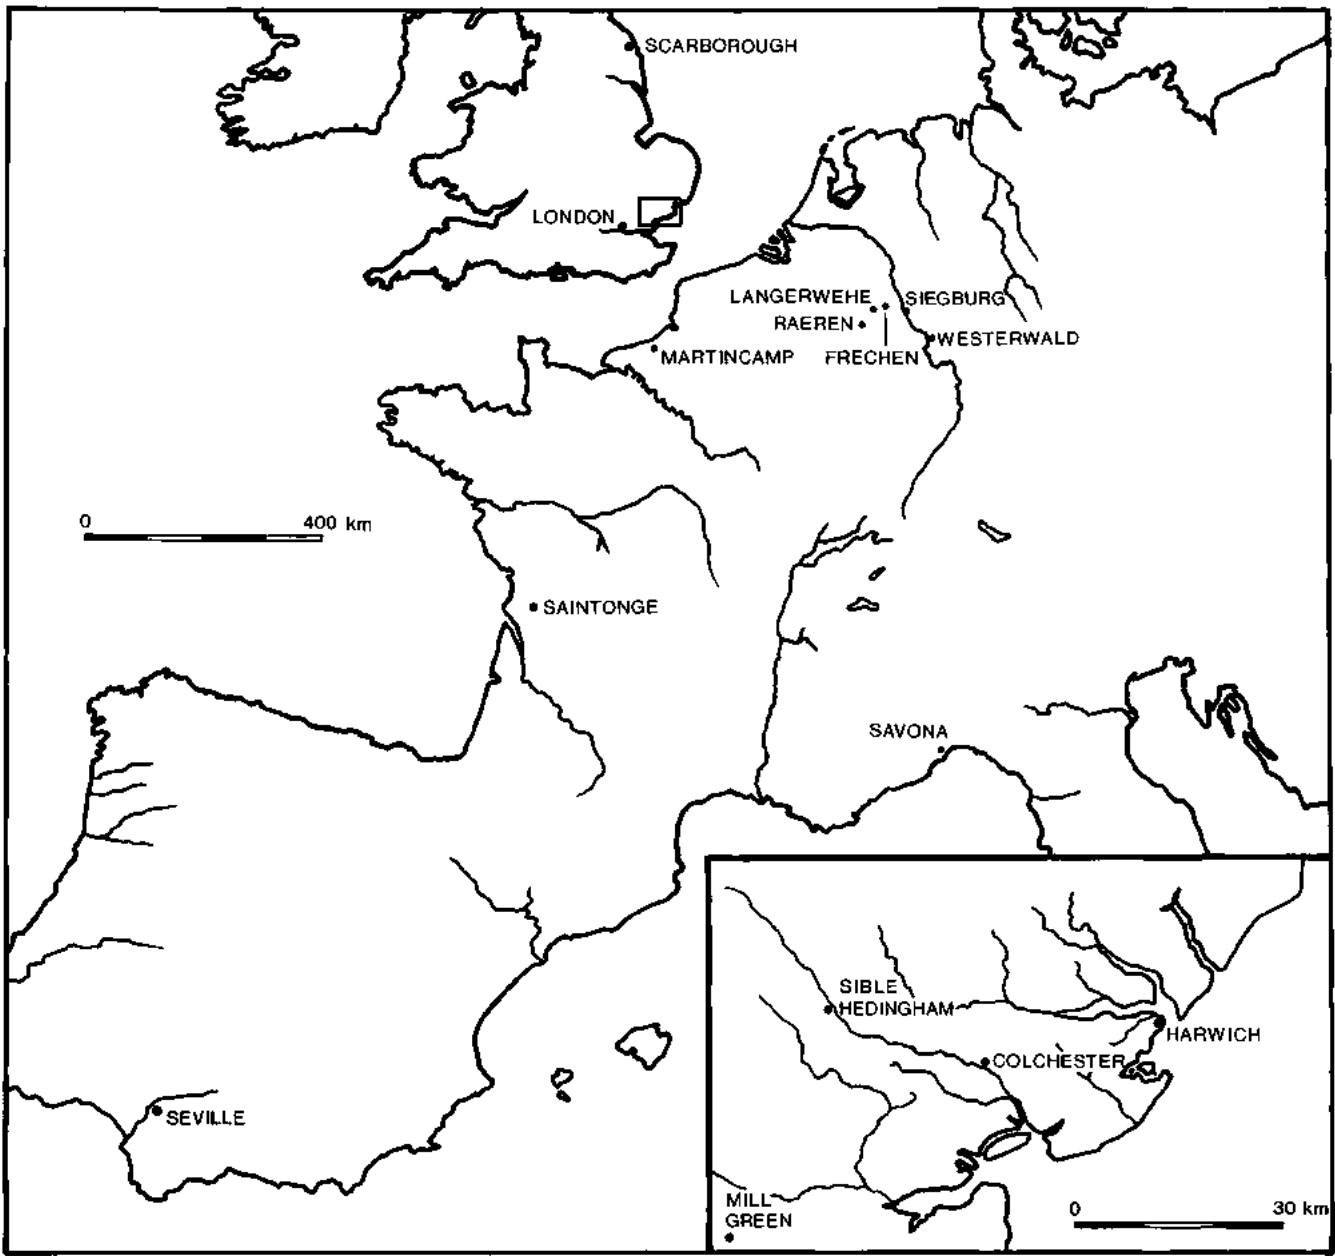 SCARBOROUGH
LONDON
LANGERWEHE
SIEGBURG
RAEREN
WESTERWALD
MARTINCAMP
FRECHEN
0 400 km
SAINTONGE
SAVONA
SEVILLE
SIBLE
HEDINGHAM
HARWICH
COLCHESTER
MILL
GREEN
0 30 km